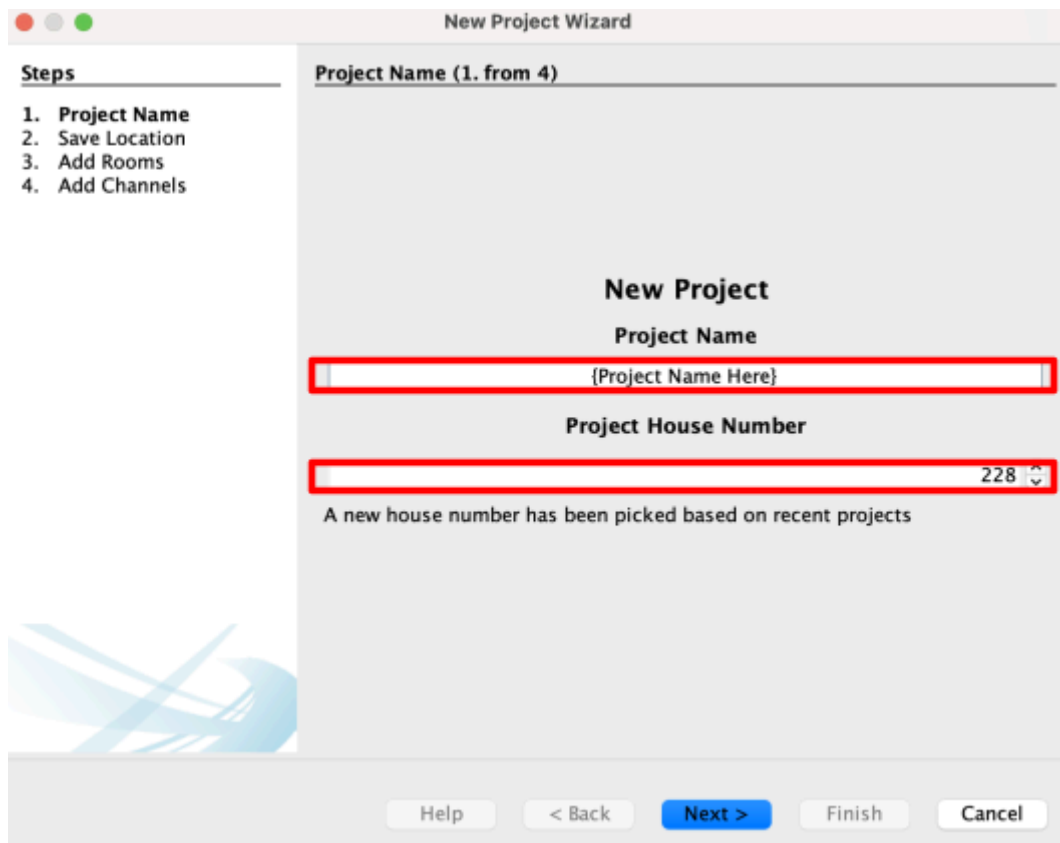 New Project Wizard
Steps
1. Project Name
2. Save Location
3. Add Rooms
4. Add Channels
Project Name (1. from 4)
New Project
Project Name
{Project Name Here}
Project House Number
228
A new house number has been picked based on recent projects
Help
< Back
Next >
Finish
Cancel